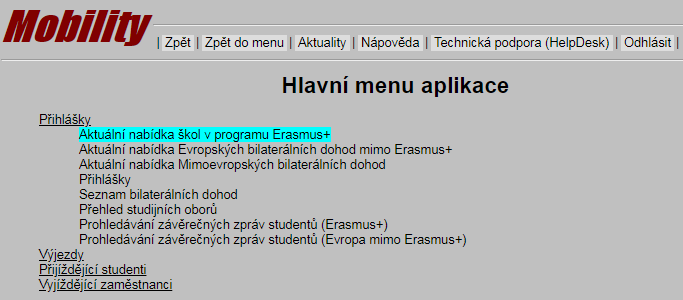 Mobility
| Zpět | Zpět do menu | Aktuality | Nápověda | Technická podpora (HelpDesk) | Odhlásit |
Hlavní menu aplikace
Přihlášky
Aktuální nabídka škol v programu Erasmus+
Aktuální nabídka Evropských bilaterálních dohod mimo Erasmus+
Aktuální nabídka Mimoevropských bilaterálních dohod
Přihlášky
Seznam bilaterálních dohod
Přehled studijních oborů
Prohledávání závěrečných zpráv studentů (Erasmus+)
Prohledávání závěrečných zpráv studentů (Evropa mimo Erasmus+)
Výjezdy
Přijíždějící studenti
Vyjíždějící zaměstnanci